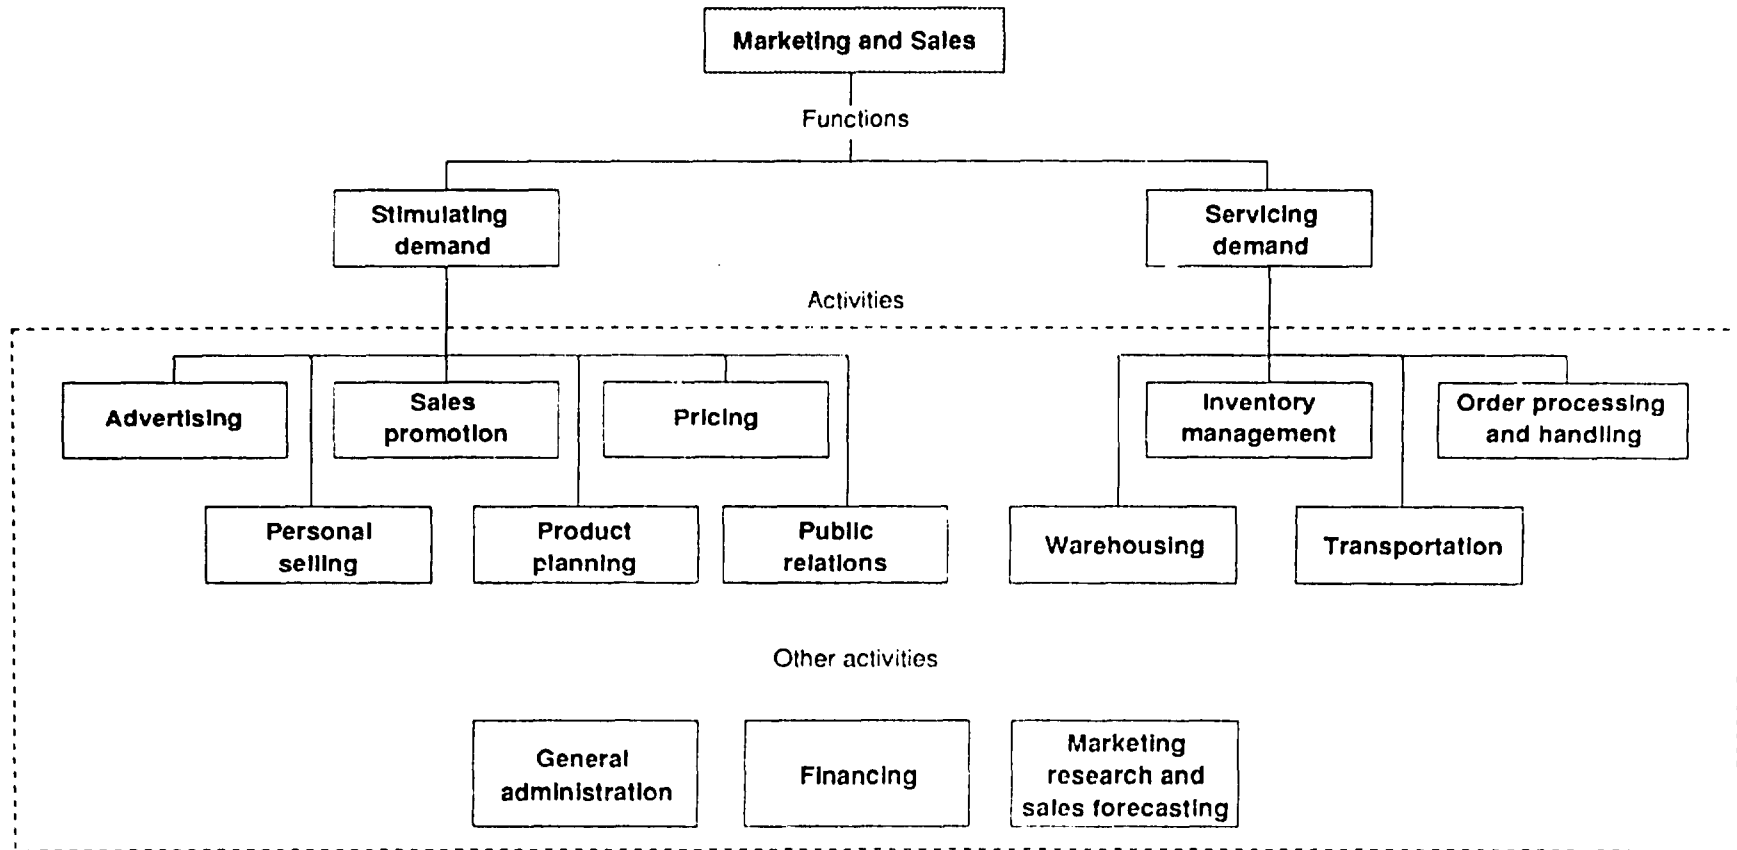 Marketing and Sales
Functions
Stimulating
demand
Servicing
demand
Activities
Advertising
Sales
promotion
Pricing
Inventory
management
Order processing
and handling
Personal
selling
Product
planning
Public
relations
Warehousing
Transportation
Other activities
General
administration
Financing
Marketing
research and
sales forecasting